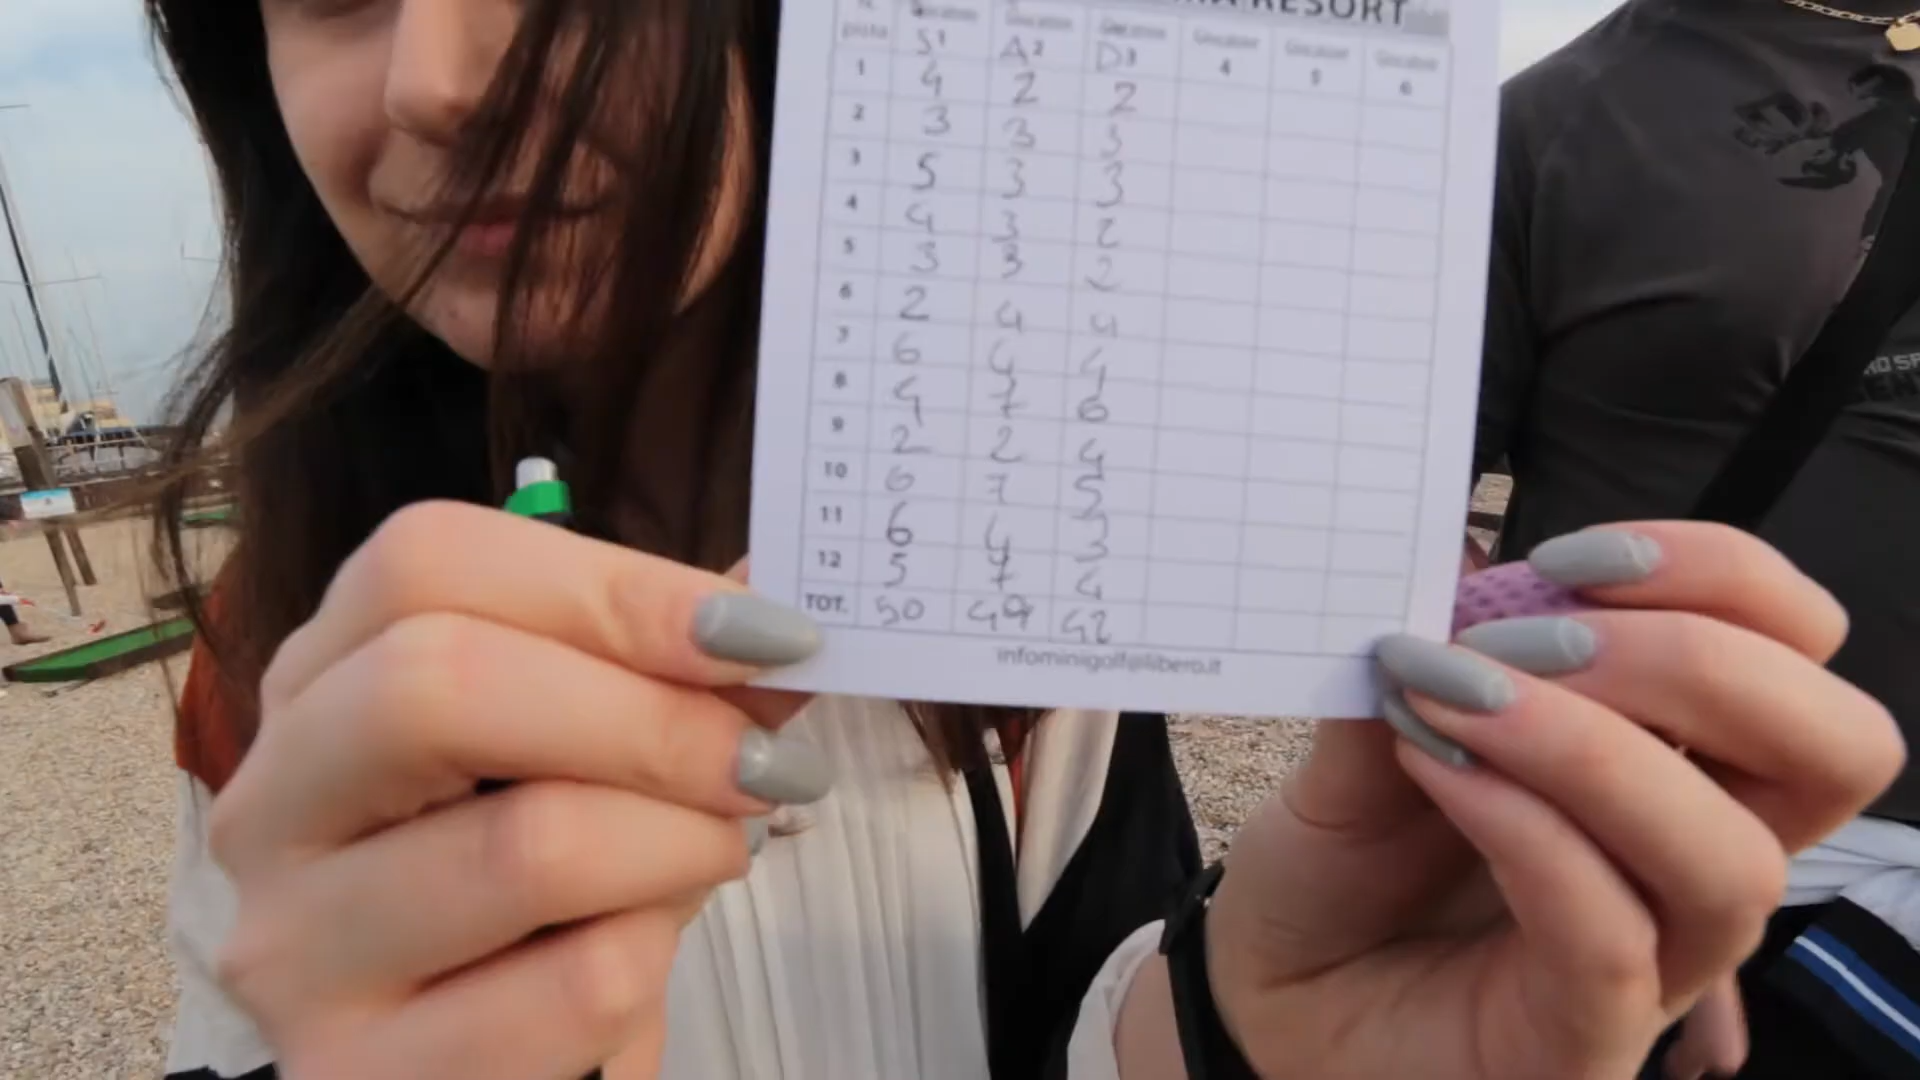 RESORT
N. Giocatore Giocatore Giocatore Giocatore Giocatore Giocatore
pista S1 A2 D3 4 5 6
1 4 2 2
2 3 3 3
3 5 3 3
4 4 3 2
5 3 3 2
6 2 4 4
7 6 4 4
8 4 7 6
9 2 2 4
10 6 7 5
11 6 4 3
12 5 7 4
TOT. 50 49 42
infominigolf@libero.it